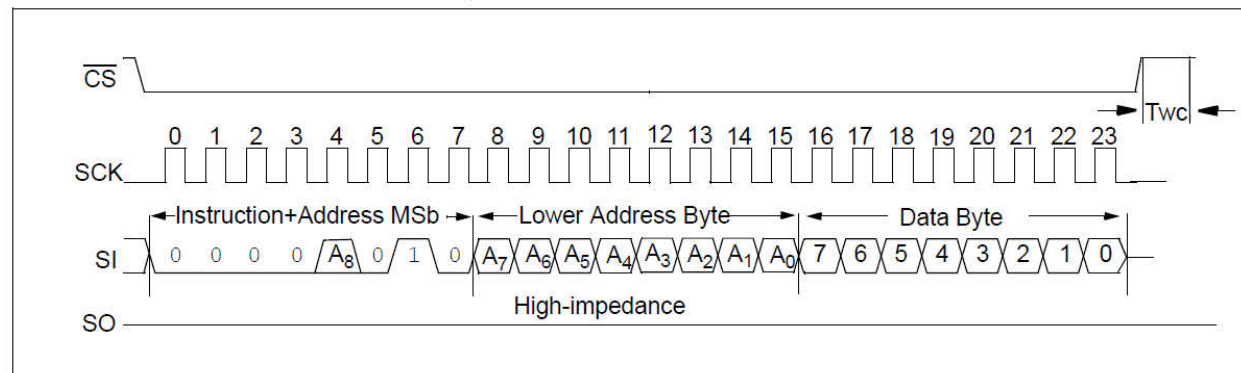 CS
Twc
0 1 2 3 4 5 6 7 8 9 10 11 12 13 14 15 16 17 18 19 20 21 22 23
SCK
Instruction+Address MSb Lower Address Byte Data Byte
SI 0 0 0 0 A8 0 1 0 A7 A6 A5 A4 A3 A2 A1 A0 7 6 5 4 3 2 1 0
High-impedance
SO